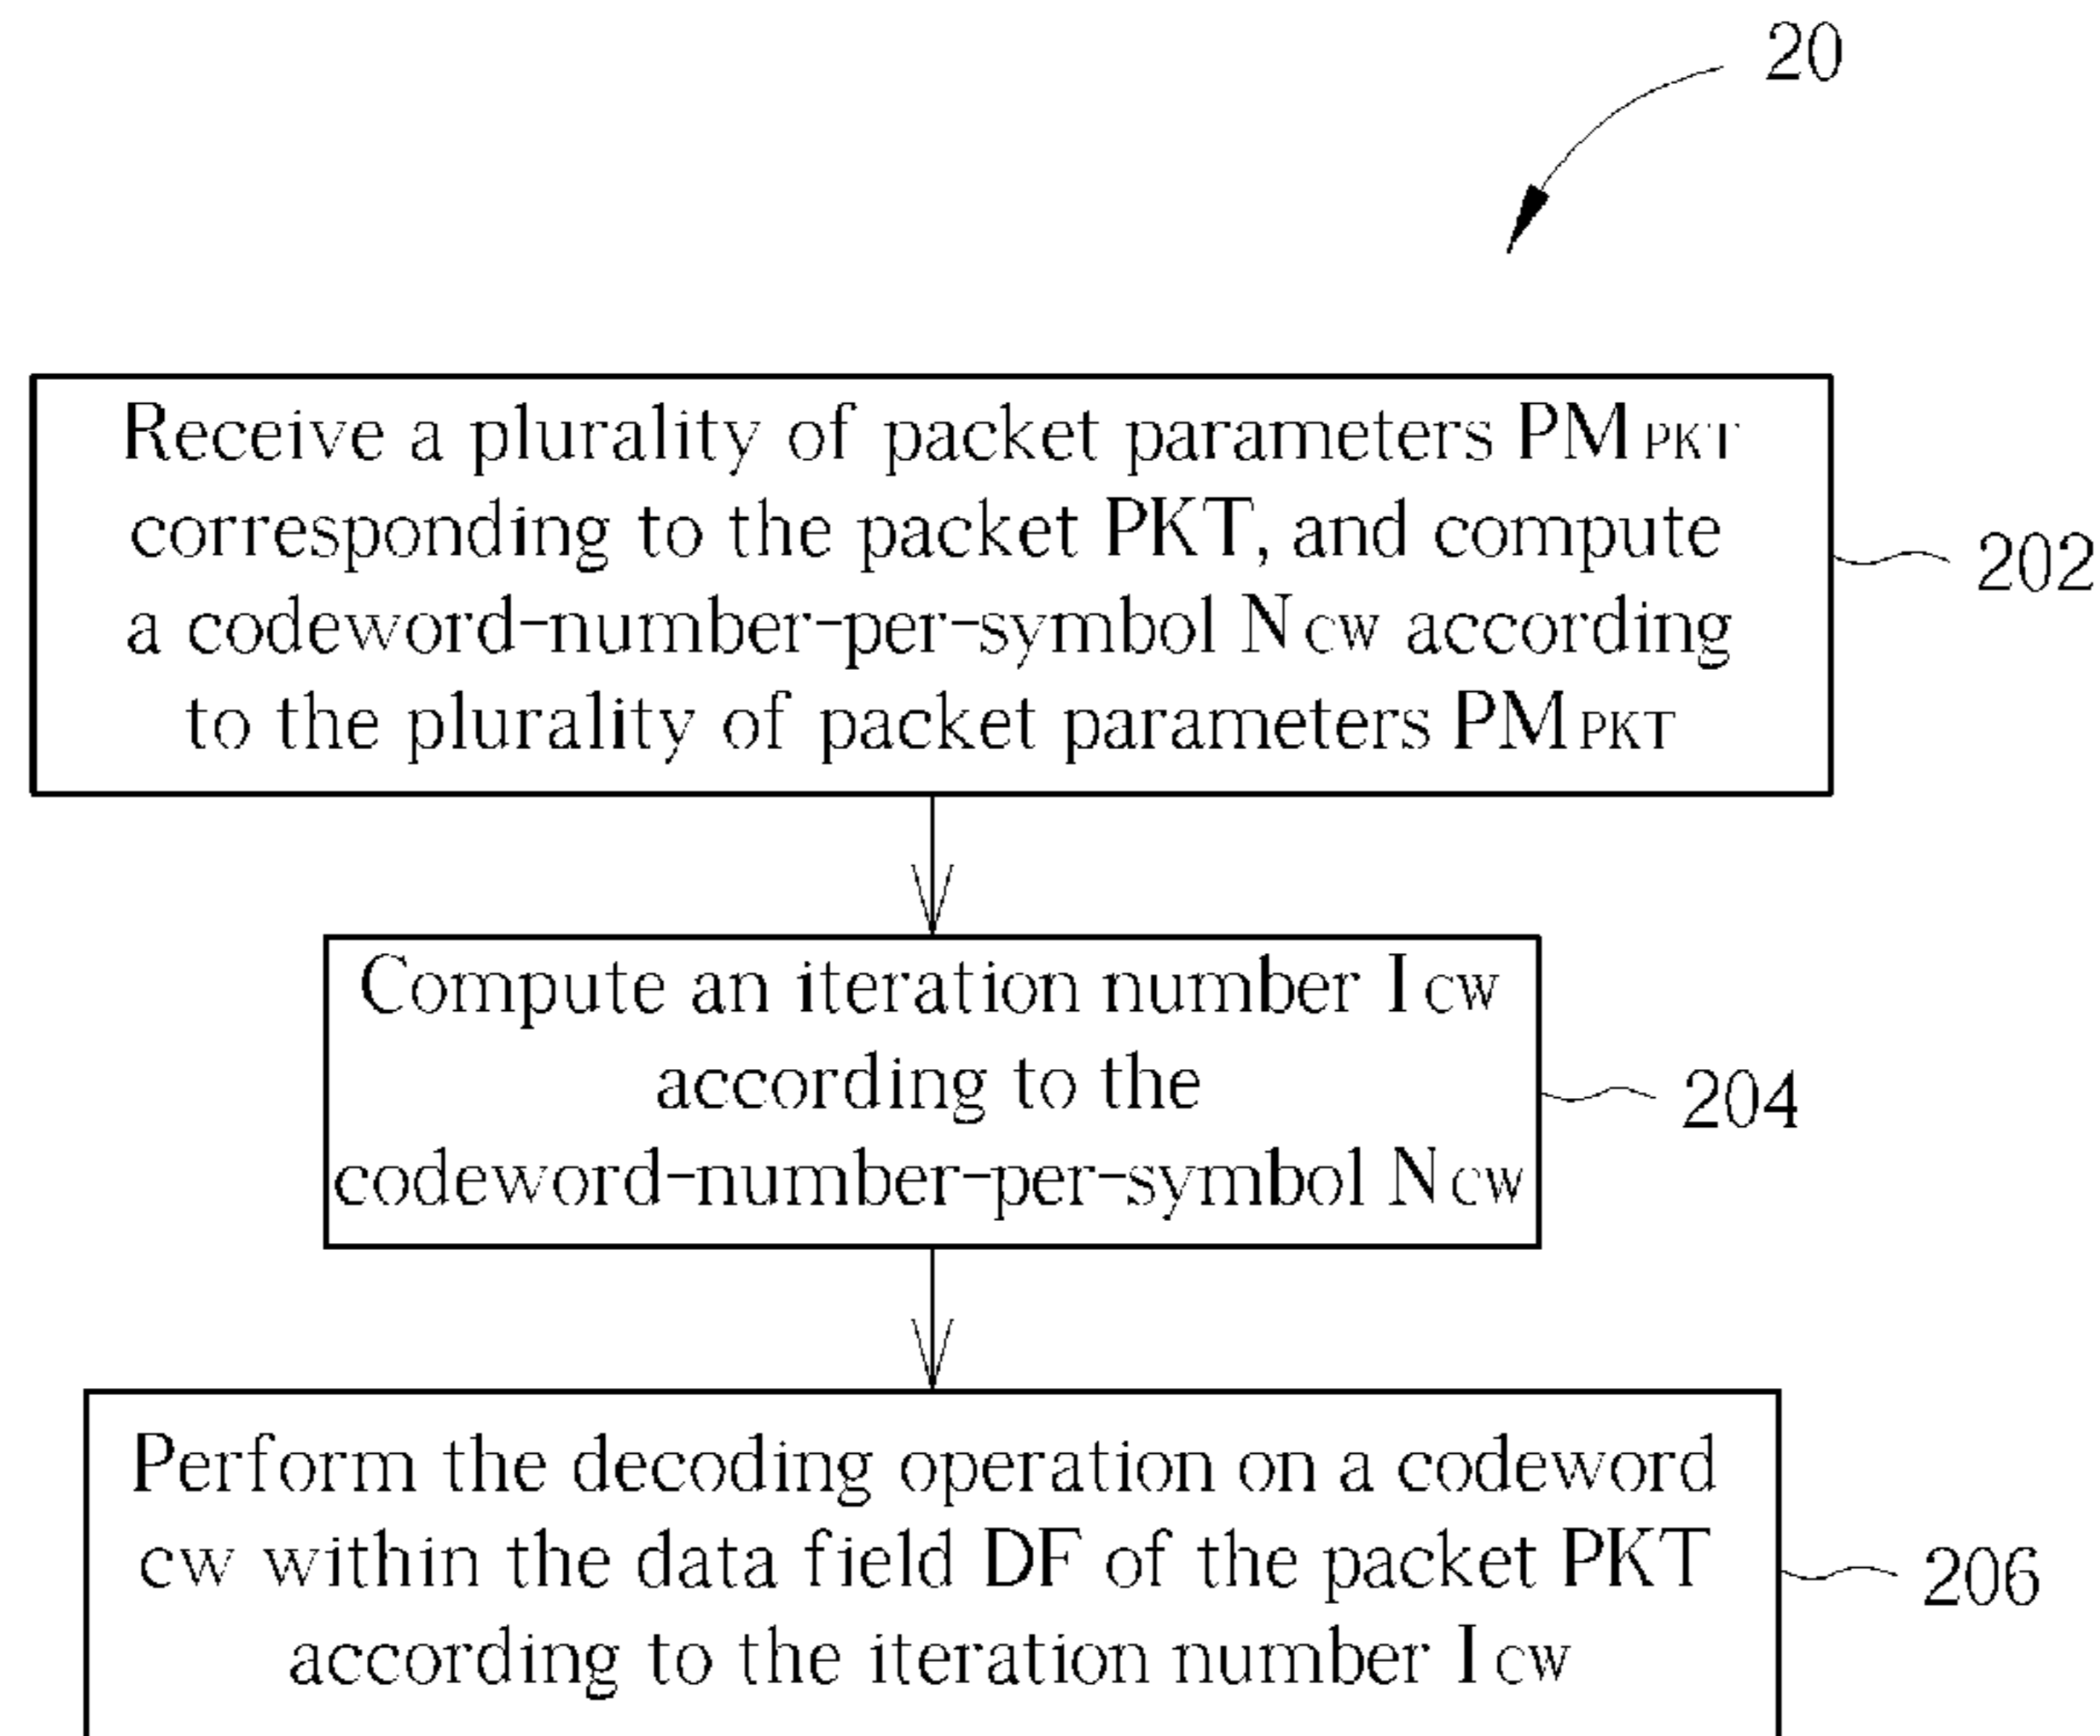 20
Receive a plurality of packet parameters PMPKT
corresponding to the packet PKT, and compute
a codeword-number-per-symbol Ncw according
to the plurality of packet parameters PMPKT
202
Compute an iteration number Icw
according to the
codeword-number-per-symbol Ncw
204
Perform the decoding operation on a codeword
cw within the data field DF of the packet PKT
according to the iteration number Icw
206